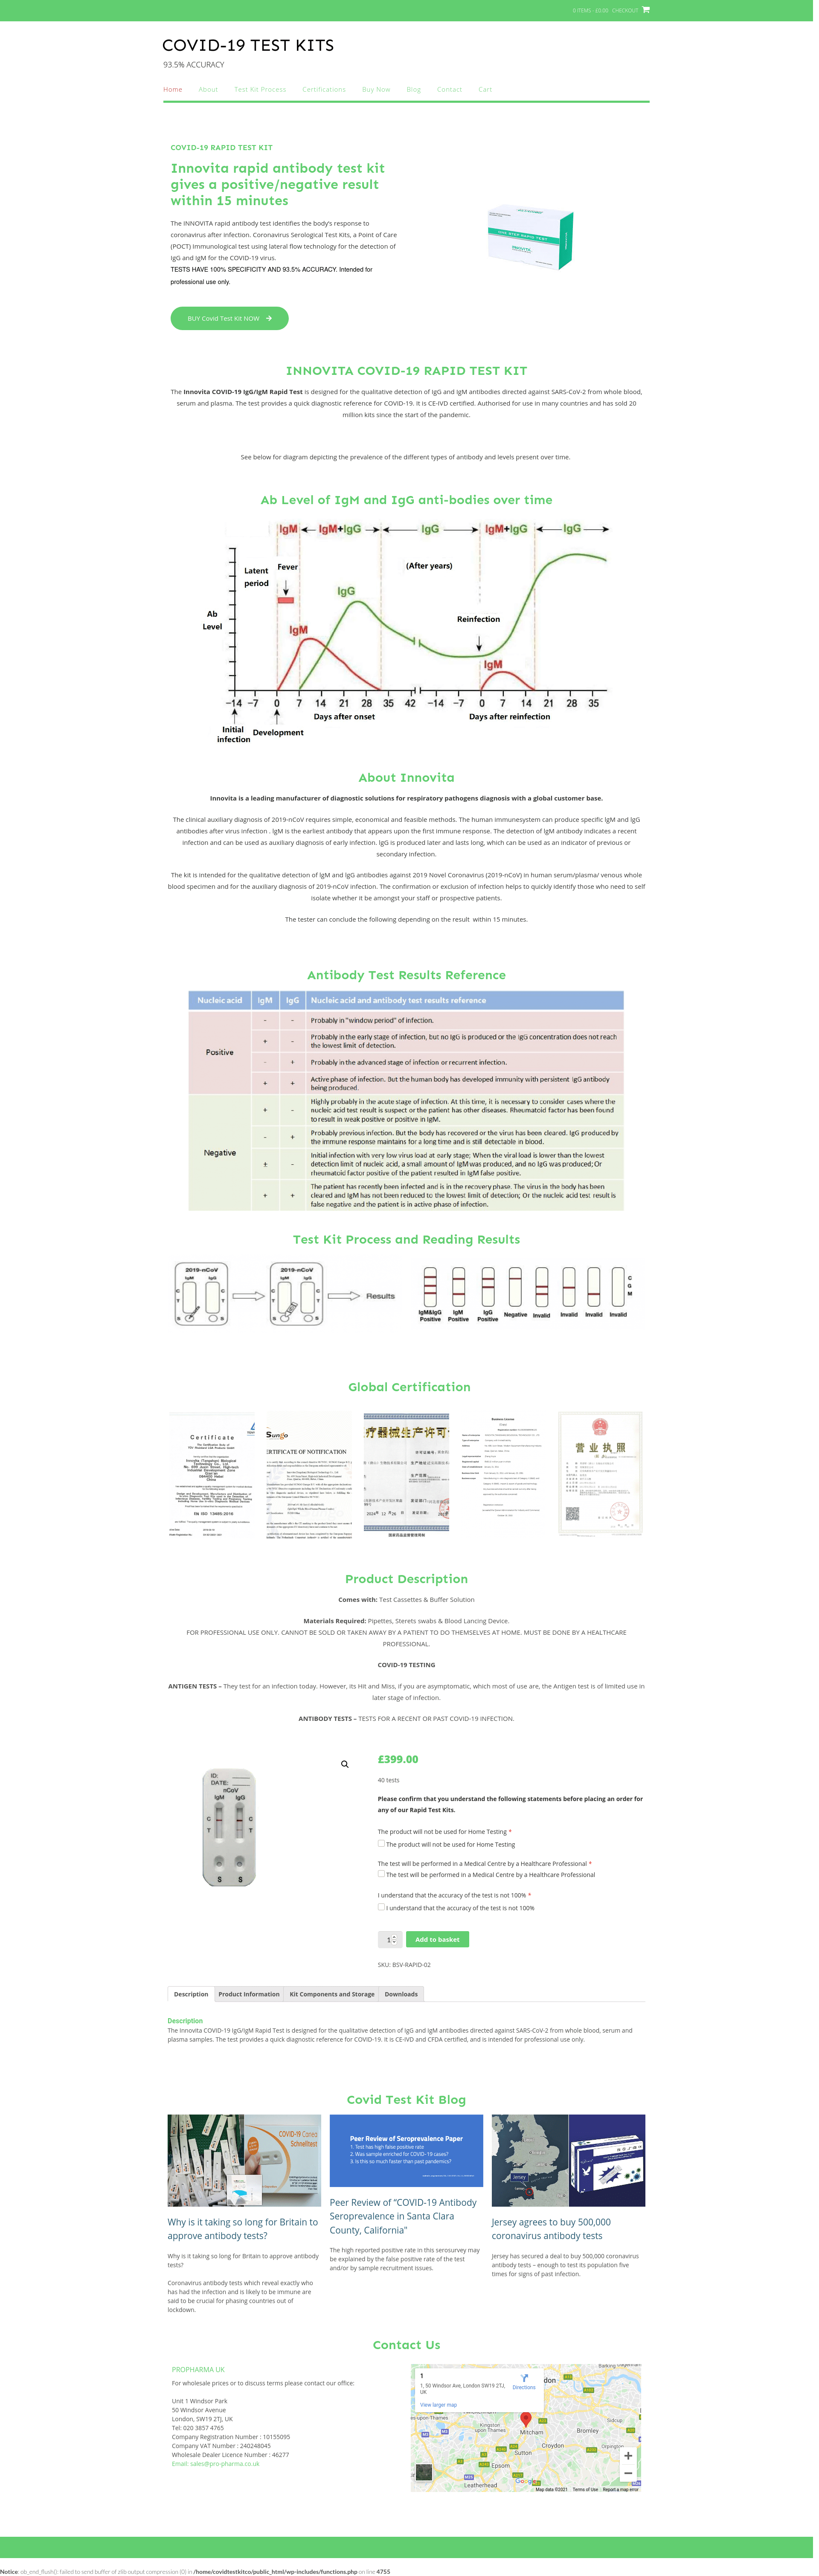 0 ITEMS £0.00 CHECKOUT
COVID-19 TEST KITS
93.5% ACCURACY
Home About Test Kit Process Certifications Buy Now Blog Contact Cart
COVID-19 RAPID TEST KIT
Innovita rapid antibody test kit
gives a positive/negative result
within 15 minutes
The INNOVITA rapid antibody test identifies the body's response to
coronavirus after infection. Coronavirus Serological Test Kits, a Point of Care
(POCT) Immunological test using lateral flow technology for the detection of
IgG and IgM for the COVID-19 virus.
TESTS HAVE 100% SPECIFICITY AND 93.5% ACCURACY. Intended for
professional use only.
BUY Covid Test Kit NOW
INNOVITA COVID-19 RAPID TEST KIT
The Innovita COVID-19 IgG/IgM Rapid Test is designed for the qualitative detection of IgG and IgM antibodies directed against SARS-CoV-2 from whole blood,
serum and plasma. The test provides a quick diagnostic reference for COVID-19. It is CE-IVD certified. Authorised for use in many countries and has sold 20
million kits since the start of the pandemic.
See below for diagram depicting the prevalence of the different types of antibody and levels present over time.
Ab Level of IgM and IgG anti-bodies over time
IgM IgM+IgG IgG IgM+IgG IgG
Latent period
Fever
(After years)
IgG
Ab Level
Reinfection
IgM
IgM
-14 -7 0 7 14 21 28 35 42 -7 0 7 14 21 28 35
Days after onset Days after reinfection
Initial infection
Development
About Innovita
Innovita is a leading manufacturer of diagnostic solutions for respiratory pathogens diagnosis with a global customer base.
The clinical auxiliary diagnosis of 2019-nCoV requires simple, economical and feasible methods. The human immunesystem can produce specific lgM and lgG
antibodies after virus infection . lgM is the earliest antibody that appears upon the first immune response. The detection of lgM antibody indicates a recent
infection and can be used as auxiliary diagnosis of early infection. lgG is produced later and lasts long, which can be used as an indicator of previous or
secondary infection.
The kit is intended for the qualitative detection of lgM and lgG antibodies against 2019 Novel Coronavirus (2019-nCoV) in human serum/plasma/ venous whole
blood specimen and for the auxiliary diagnosis of 2019-nCoV infection. The confirmation or exclusion of infection helps to quickly identify those who need to self
isolate whether it be amongst your staff or prospective patients.
The tester can conclude the following depending on the result within 15 minutes.
Antibody Test Results Reference
Nucleic acid IgM IgG Nucleic acid and antibody test results reference
Positive
- - Probably in "window period" of infection.
+ - Probably in the early stage of infection, but no IgG is produced or the IgG concentration does not reach
the lowest limit of detection.
- + Probably in the advanced stage of infection or recurrent infection.
+ + Active phase of infection. But the human body has developed immunity with persistent IgG antibody
being produced.
Negative
+ - Highly probably in the acute stage of infection. At this time, it is necessary to consider cases where the
nucleic acid test result is suspect or the patient has other diseases. Rheumatoid factor has been found
to result in weak positive or positive in IgM.
- + Probably previous infection. But the body has recovered or the virus has been cleared. IgG produced by
the immune response maintains for a long time and is still detectable in blood.
± - Initial infection with very low virus load at early stage; When the viral load is lower than the lowest
detection limit of nucleic acid, a small amount of IgM was produced, and no IgG was produced; Or
rheumatoid factor positive of the patient resulted in IgM false positive.
+ + The patient has recently been infected and is in the recovery phase. The virus in the body has been
cleared and IgM has not been reduced to the lowest limit of detection; Or the nucleic acid test result is
false negative and the patient is in active phase of infection.
Test Kit Process and Reading Results
2019-nCoV 2019-nCoV
IgM IgG IgM IgG
C T C T C T C T
S S
Results
C
G
M
IgM&IgG Positive
IgM Positive
IgG Positive
Negative
Invalid
Invalid
Invalid
Invalid
Global Certification
Certificate
Sungo
CERTIFICATE OF NOTIFICATION
疗器械生产许可
Business License
营业执照
Product Description
Comes with: Test Cassettes & Buffer Solution
Materials Required: Pipettes, Sterets swabs & Blood Lancing Device.
FOR PROFESSIONAL USE ONLY. CANNOT BE SOLD OR TAKEN AWAY BY A PATIENT TO DO THEMSELVES AT HOME. MUST BE DONE BY A HEALTHCARE
PROFESSIONAL.
COVID-19 TESTING
ANTIGEN TESTS – They test for an infection today. However, its Hit and Miss, if you are asymptomatic, which most of use are, the Antigen test is of limited use in
later stage of infection.
ANTIBODY TESTS – TESTS FOR A RECENT OR PAST COVID-19 INFECTION.
ID:
DATE:
nCoV
IgM IgG
C C
T T
S S
£399.00
40 tests
Please confirm that you understand the following statements before placing an order for
any of our Rapid Test Kits.
The product will not be used for Home Testing *
The product will not be used for Home Testing
The test will be performed in a Medical Centre by a Healthcare Professional *
The test will be performed in a Medical Centre by a Healthcare Professional
I understand that the accuracy of the test is not 100% *
I understand that the accuracy of the test is not 100%
1 Add to basket
SKU: BSV-RAPID-02
Description Product Information Kit Components and Storage Downloads
Description
The Innovita COVID-19 IgG/IgM Rapid Test is designed for the qualitative detection of IgG and IgM antibodies directed against SARS-CoV-2 from whole blood, serum and
plasma samples. The test provides a quick diagnostic reference for COVID-19. It is CE-IVD and CFDA certified, and is intended for professional use only.
Covid Test Kit Blog
COVID-19
Schnelltest
Why is it taking so long for Britain to
approve antibody tests?
Why is it taking so long for Britain to approve antibody
tests?
Coronavirus antibody tests which reveal exactly who
has had the infection and is likely to be immune are
said to be crucial for phasing countries out of
lockdown.
Peer Review of Seroprevalence Paper
1. Test has high false positive rate
2. Was sample enriched for COVID-19 cases?
3. Is this so much faster than past pandemics?
Peer Review of “COVID-19 Antibody
Seroprevalence in Santa Clara
County, California”
The high reported positive rate in this serosurvey may
be explained by the false positive rate of the test
and/or by sample recruitment issues.
Jersey
Jersey agrees to buy 500,000
coronavirus antibody tests
Jersey has secured a deal to buy 500,000 coronavirus
antibody tests – enough to test its population five
times for signs of past infection.
Contact Us
PROPHARMA UK
For wholesale prices or to discuss terms please contact our office:
Unit 1 Windsor Park
50 Windsor Avenue
London, SW19 2TJ, UK
Tel: 020 3857 4765
Company Registration Number : 10155095
Company VAT Number : 240248045
Wholesale Dealer Licence Number : 46277
Email: sales@pro-pharma.co.uk
1
1, 50 Windsor Ave, London SW19 2TJ,
UK
Directions
View larger map
Barking
Kingston
upon Thames
Mitcham
Bromley
Sidcup
Croydon
Orpington
Sutton
Epsom
Leatherhead
Google
Map data ©2021 Terms of Use Report a map error
Notice: ob_end_flush(): failed to send buffer of zlib output compression (0) in /home/covidtestkitco/public_html/wp-includes/functions.php on line 4755